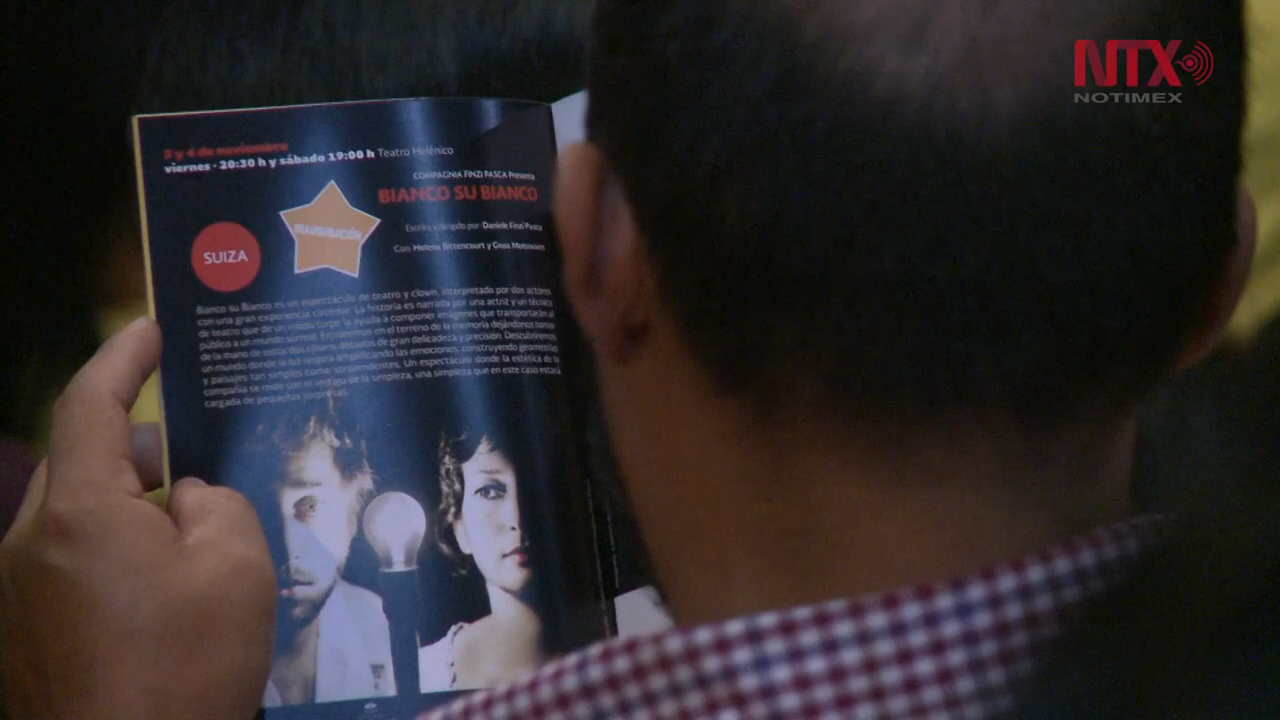 3 y 4 de noviembre
viernes · 20:30 h y sábado 19:00 h Teatro Helénico
COMPAGNIA FINZI PASCA Presenta
BIANCO SU BIANCO
INAUGURACIÓN
Escrito y dirigido por: Daniele Finzi Pasca
SUIZA
Con: Helena Bittencourt y Goos Meeuwsen
Bianco su Bianco es un espectáculo de teatro y clown, interpretado por dos actores
con una gran experiencia circense. La historia es narrada por una actriz y un técnico
de teatro que de un modo torpe la ayuda a componer imágenes que transportarán al
público a un mundo surreal. Entraremos en el terreno de la memoria dejándonos tomar
de la mano de estos dos clowns dotados de gran delicadeza y precisión. Descubriremos
un mundo donde la luz respira amplificando las emociones, construyendo geometrías
y paisajes tan simples como sorprendentes. Un espectáculo donde la estética de la
compañía se mide con el vértigo de la limpieza, una simpleza que en este caso estará
cargada de pequeñas sorpresas.
NTX
NOTIMEX